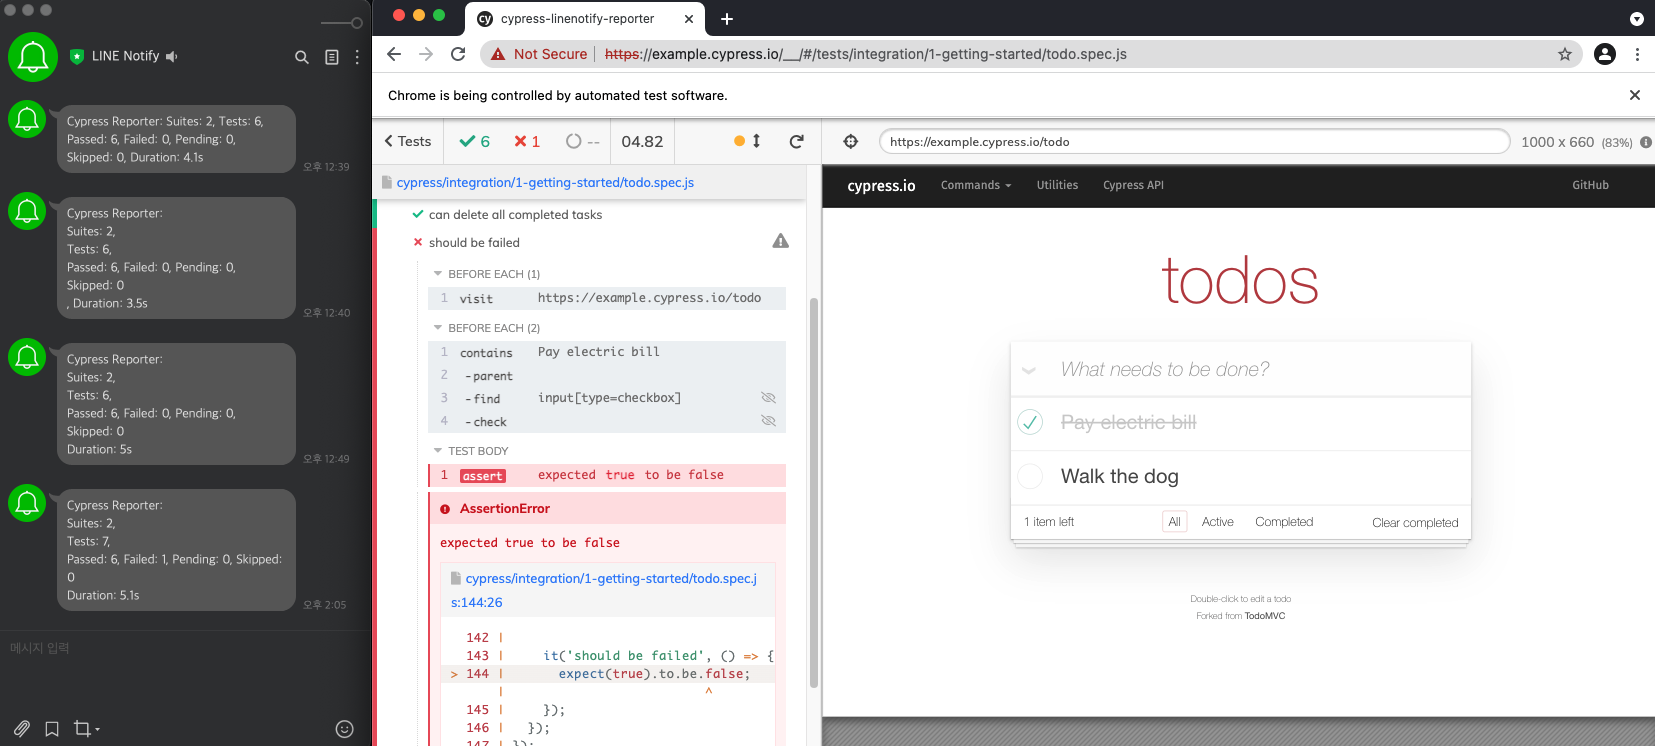 LINE Notify
Cypress Reporter: Suites: 2, Tests: 6,
Passed: 6, Failed: 0, Pending: 0,
Skipped: 0, Duration: 4.1s
오후 12:39
Cypress Reporter:
Suites: 2,
Tests: 6,
Passed: 6, Failed: 0, Pending: 0,
Skipped: 0
, Duration: 3.5s
오후 12:40
Cypress Reporter:
Suites: 2,
Tests: 6,
Passed: 6, Failed: 0, Pending: 0,
Skipped: 0
Duration: 5s
오후 12:49
Cypress Reporter:
Suites: 2,
Tests: 7,
Passed: 6, Failed: 1, Pending: 0, Skipped:
0
Duration: 5.1s
오후 2:05
메시지 입력
cy cypress-linenotify-reporter
Not Secure https://example.cypress.io/__/#/tests/integration/1-getting-started/todo.spec.js
Chrome is being controlled by automated test software.
Tests 6 1 -- 04.82
cypress/integration/1-getting-started/todo.spec.js
can delete all completed tasks
should be failed
BEFORE EACH (1)
1 visit https://example.cypress.io/todo
BEFORE EACH (2)
1 contains Pay electric bill
2 -parent
3 -find input[type=checkbox]
4 -check
TEST BODY
1 assert expected true to be false
AssertionError
expected true to be false
cypress/integration/1-getting-started/todo.spec.j
s:144:26
142 |
143 | it('should be failed', () => {
> 144 | expect(true).to.be.false;
| ^
145 | });
146 | });
147 | });
https://example.cypress.io/todo 1000 x 660 (83%)
cypress.io Commands Utilities Cypress API GitHub
todos
What needs to be done?
Pay electric bill
Walk the dog
1 item left All Active Completed Clear completed
Double-click to edit a todo
Forked from TodoMVC